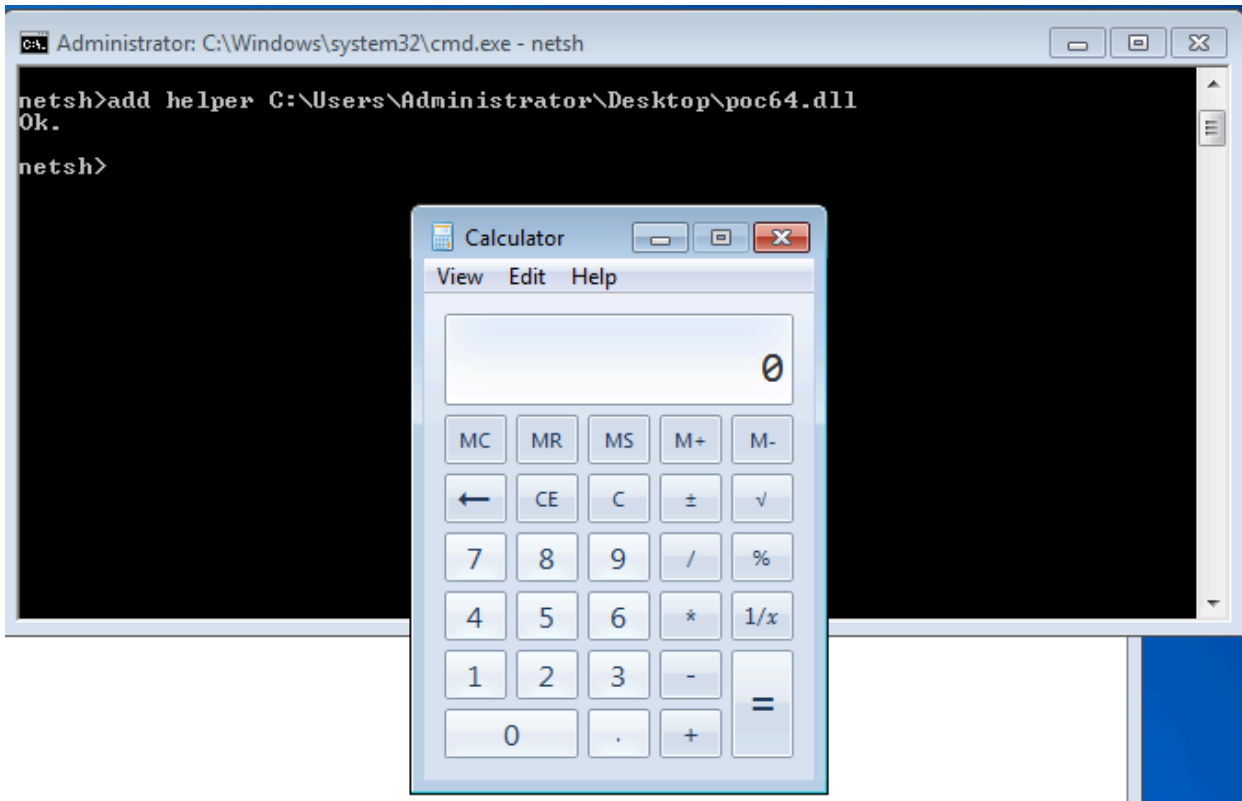 Administrator: C:\Windows\system32\cmd.exe - netsh
netsh>add helper C:\Users\Administrator\Desktop\poc64.dll
Ok.
netsh>
Calculator
View Edit Help
0
MC MR MS M+ M-
← CE C ± √
7 8 9 / %
4 5 6 * 1/x
1 2 3 - =
0 . +